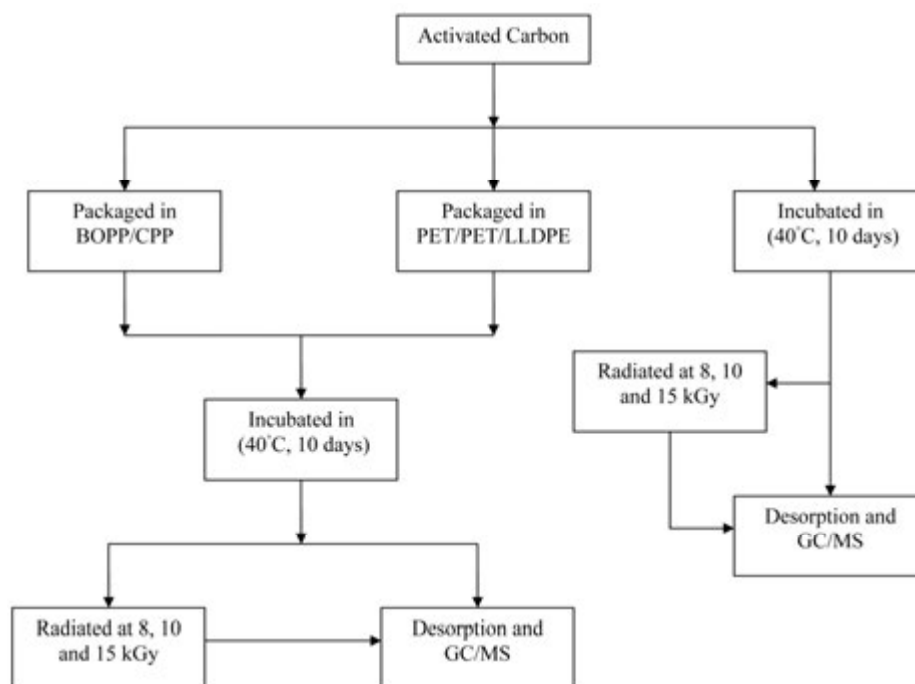 Activated Carbon
Packaged in
BOPP/CPP
Packaged in
PET/PET/LLDPE
Incubated in
(40°C, 10 days)
Radiated at 8, 10
and 15 kGy
Incubated in
(40°C, 10 days)
Desorption and
GC/MS
Radiated at 8, 10
and 15 kGy
Desorption and
GC/MS